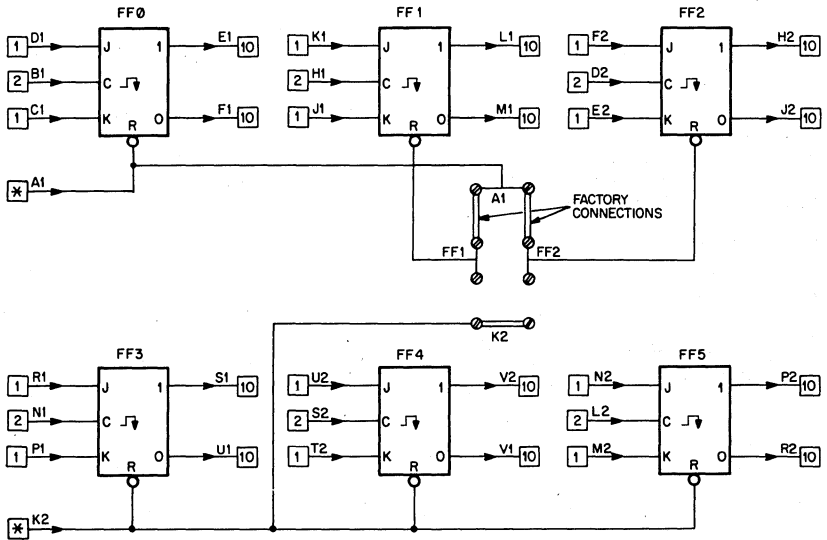 FF0 FF1 FF2
1 D1 J 1 E1 10 1 K1 J 1 L1 10 1 F2 J 1 H2 10
2 B1 C 2 H1 C 2 D2 C
1 C1 K 0 F1 10 1 J1 K 0 M1 10 1 E2 K 0 J2 10
R R R
* A1
A1 FACTORY
CONNECTIONS
FF1 FF2
K2
FF3 FF4 FF5
1 R1 J 1 S1 10 1 U2 J 1 V2 10 1 N2 J 1 P2 10
2 N1 C 2 S2 C 2 L2 C
1 P1 K 0 U1 10 1 T2 K 0 V1 10 1 M2 K 0 R2 10
R R R
* K2